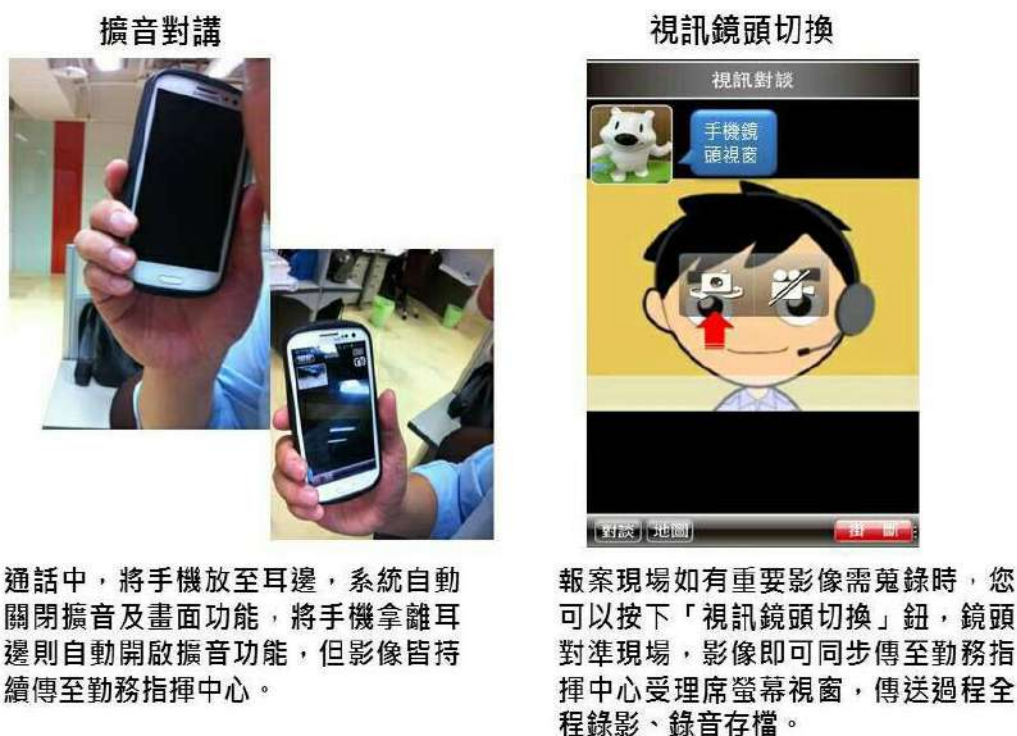 擴音對講
視訊鏡頭切換
視訊對談
手機鏡
頭視窗
對談
地圖
掛 斷
通話中,將手機放至耳邊,系統自動
關閉擴音及畫面功能,將手機拿離耳
邊則自動開啟擴音功能,但影像皆持
續傳至勤務指揮中心。
報案現場如有重要影像需蒐錄時,您
可以按下「視訊鏡頭切換」鈕,鏡頭
對準現場,影像即可同步傳至勤務指
揮中心受理席螢幕視窗,傳送過程全
程錄影、錄音存檔。